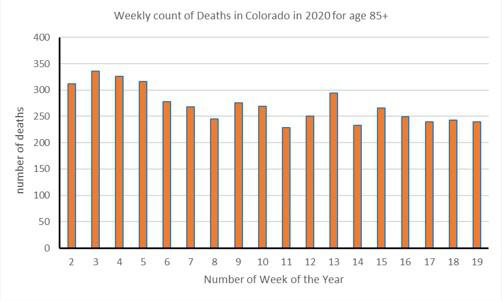 Weekly count of Deaths in Colorado in 2020 for age 85+
400
350
300
250
200
150
100
50
0
number of deaths
2 3 4 5 6 7 8 9 10 11 12 13 14 15 16 17 18 19
Number of Week of the Year